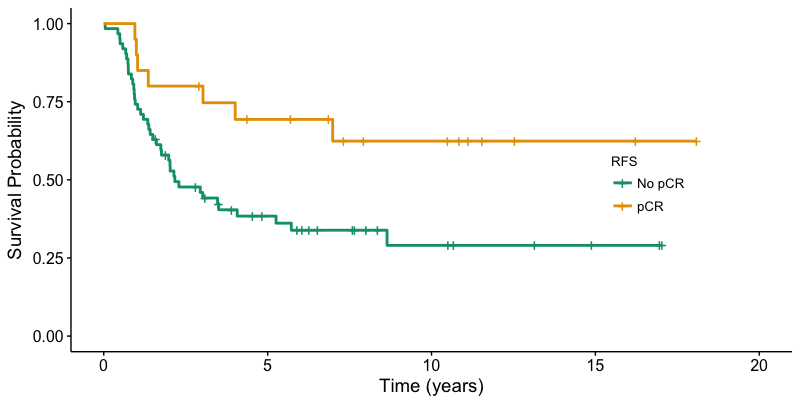 Survival Probability
1.00
0.75
0.50
0.25
0.00
RFS
No pCR
pCR
0 5 10 15 20
Time (years)